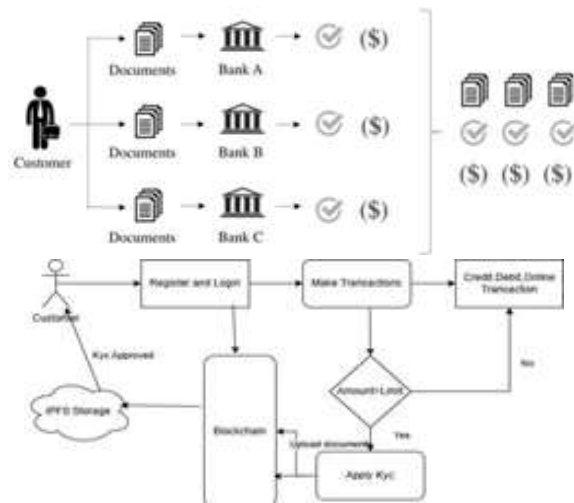 Documents
Bank A
($)
Customer
Documents
Bank B
($)
Documents
Bank C
($)
($) ($) ($)
Customer
Register and Login
Make Transactions
Credit,Debit,Online
Transaction
Kyc Approved
IPFS Storage
Blockchain
Upload document
Amount>Limit
No
Yes
Apply Kyc